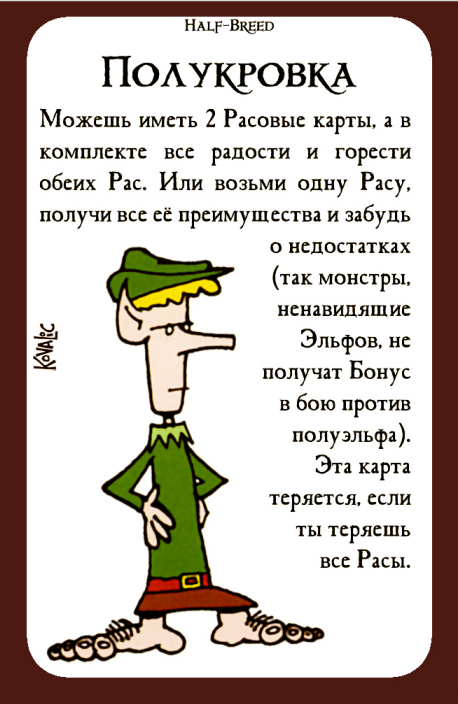 Half-Breed
Полукровка
Можешь иметь 2 Расовые карты, а в
комплекте все радости и горести
обеих Рас. Или возьми одну Расу,
получи все её преимущества и забудь
о недостатках
(так монстры,
ненавидящие
Эльфов, не
получат Бонус
в бою против
полуэльфа).
Эта карта
теряется, если
ты теряешь
все Расы.
Kovalic